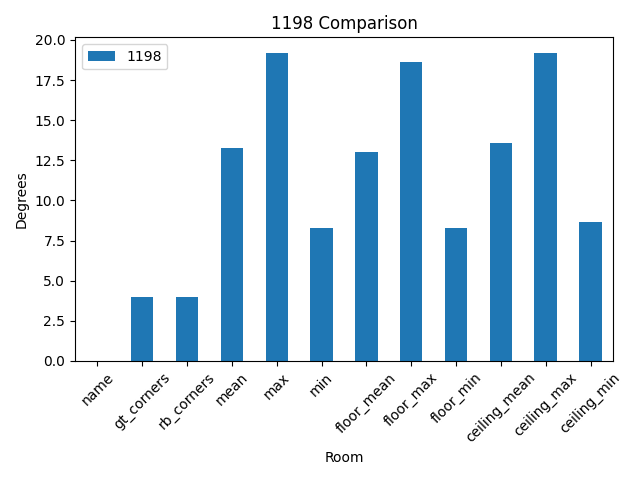 1198 Comparison
1198
Degrees
20.0
17.5
15.0
12.5
10.0
7.5
5.0
2.5
0.0
name
gt_corners
rb_corners
mean
max
min
floor_mean
floor_max
floor_min
ceiling_mean
ceiling_max
ceiling_min
Room